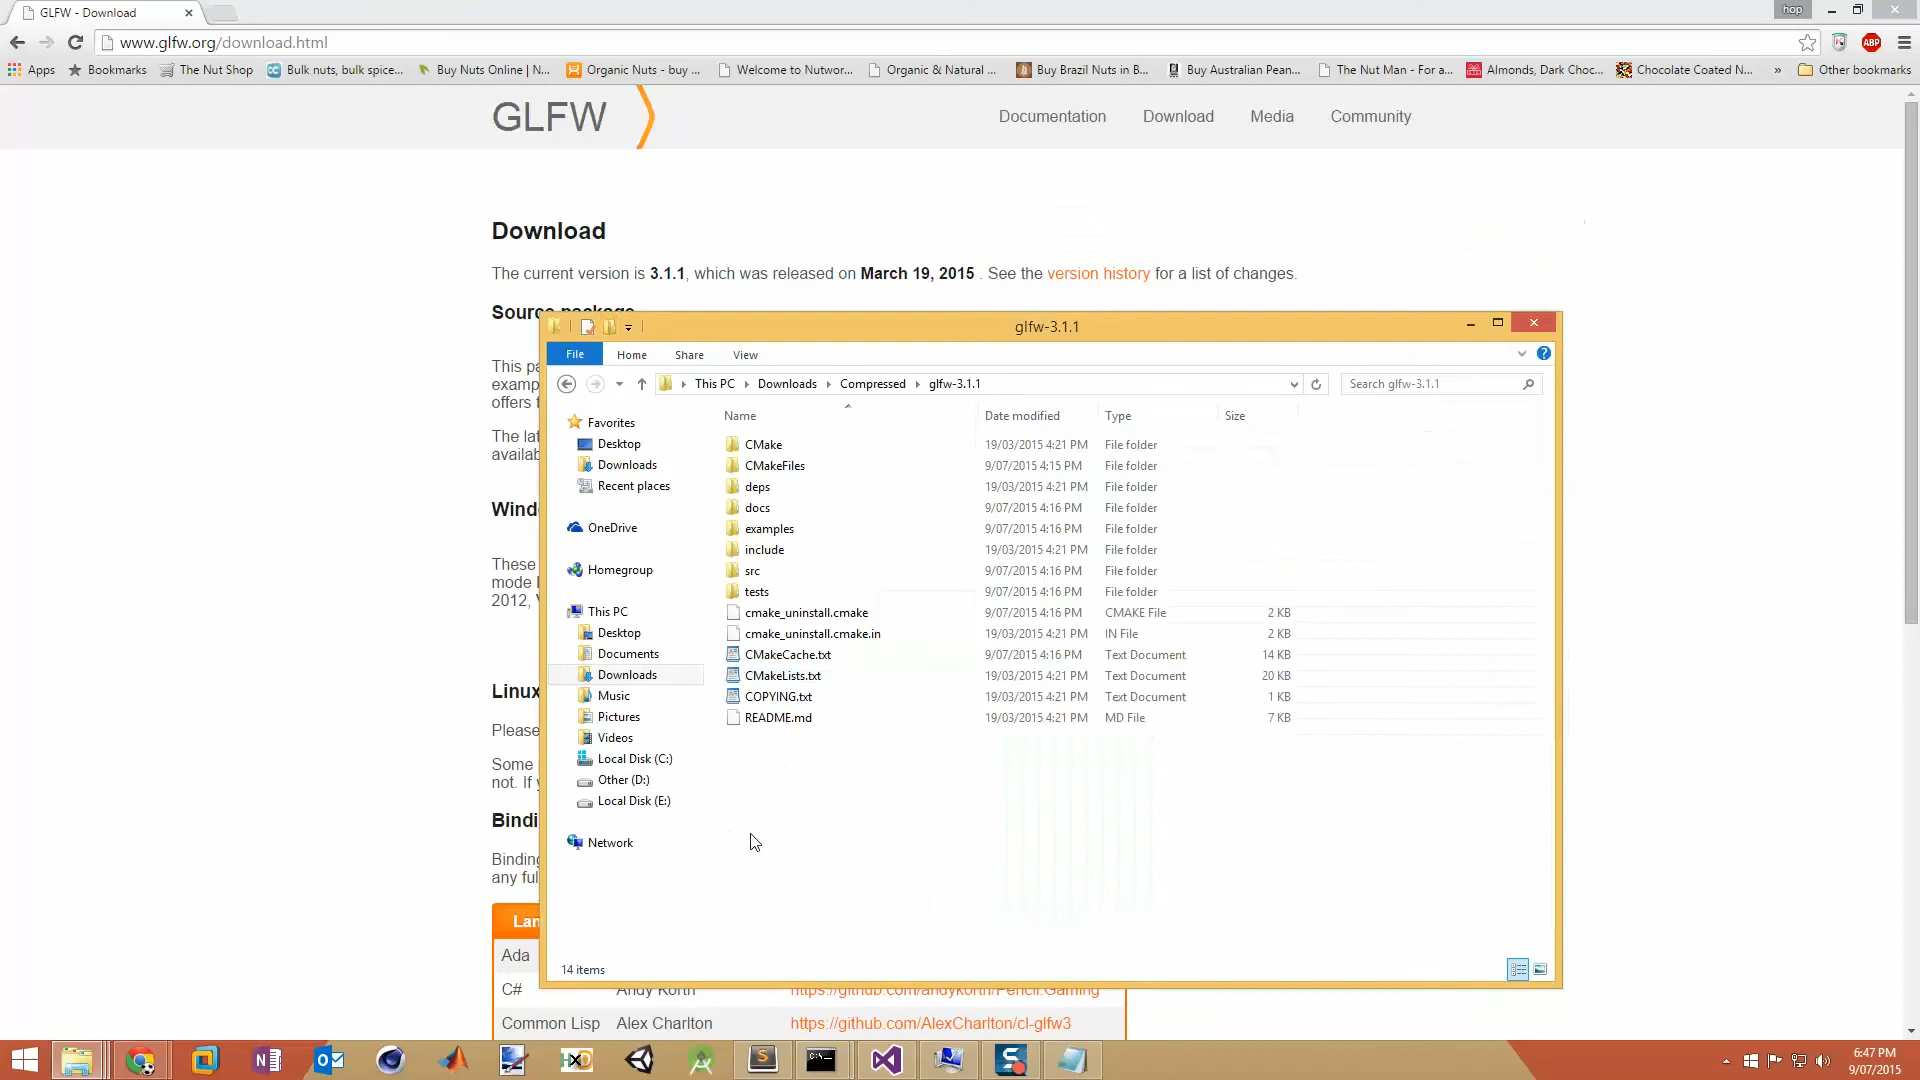 GLFW - Download
hop
www.glfw.org/download.html
ABP
Apps
Bookmarks
The Nut Shop
Bulk nuts, bulk spice...
Buy Nuts Online | N...
Organic Nuts - buy ...
Welcome to Nutwor...
Organic & Natural ...
Buy Brazil Nuts in B...
Buy Australian Pean...
The Nut Man - For a...
Almonds, Dark Choc...
Chocolate Coated N...
»
Other bookmarks
GLFW
Documentation
Download
Media
Community
Download
The current version is 3.1.1, which was released on March 19, 2015 . See the version history for a list of changes.
Source package
This pa
examp
offers t
The lat
availab
Wind
These
mode
2012, V
Linux
Please
Some
not. If y
Bindi
Binding
any full
Lan
Ada
C#
Andy Korth
https://github.com/andykorth/Pencil.Gaming
Common Lisp
Alex Charlton
https://github.com/AlexCharlton/cl-glfw3
glfw-3.1.1
File
Home
Share
View
This PC
Downloads
Compressed
glfw-3.1.1
Search glfw-3.1.1
Favorites
Desktop
Downloads
Recent places
OneDrive
Homegroup
This PC
Desktop
Documents
Downloads
Music
Pictures
Videos
Local Disk (C:)
Other (D:)
Local Disk (E:)
Network
Name
Date modified
Type
Size
CMake 19/03/2015 4:21 PM File folder
CMakeFiles 9/07/2015 4:15 PM File folder
deps 19/03/2015 4:21 PM File folder
docs 9/07/2015 4:16 PM File folder
examples 9/07/2015 4:16 PM File folder
include 19/03/2015 4:21 PM File folder
src 9/07/2015 4:16 PM File folder
tests 9/07/2015 4:16 PM File folder
cmake_uninstall.cmake 9/07/2015 4:16 PM CMAKE File 2 KB
cmake_uninstall.cmake.in 19/03/2015 4:21 PM IN File 2 KB
CMakeCache.txt 9/07/2015 4:16 PM Text Document 14 KB
CMakeLists.txt 19/03/2015 4:21 PM Text Document 20 KB
COPYING.txt 19/03/2015 4:21 PM Text Document 1 KB
README.md 19/03/2015 4:21 PM MD File 7 KB
14 items
6:47 PM
9/07/2015